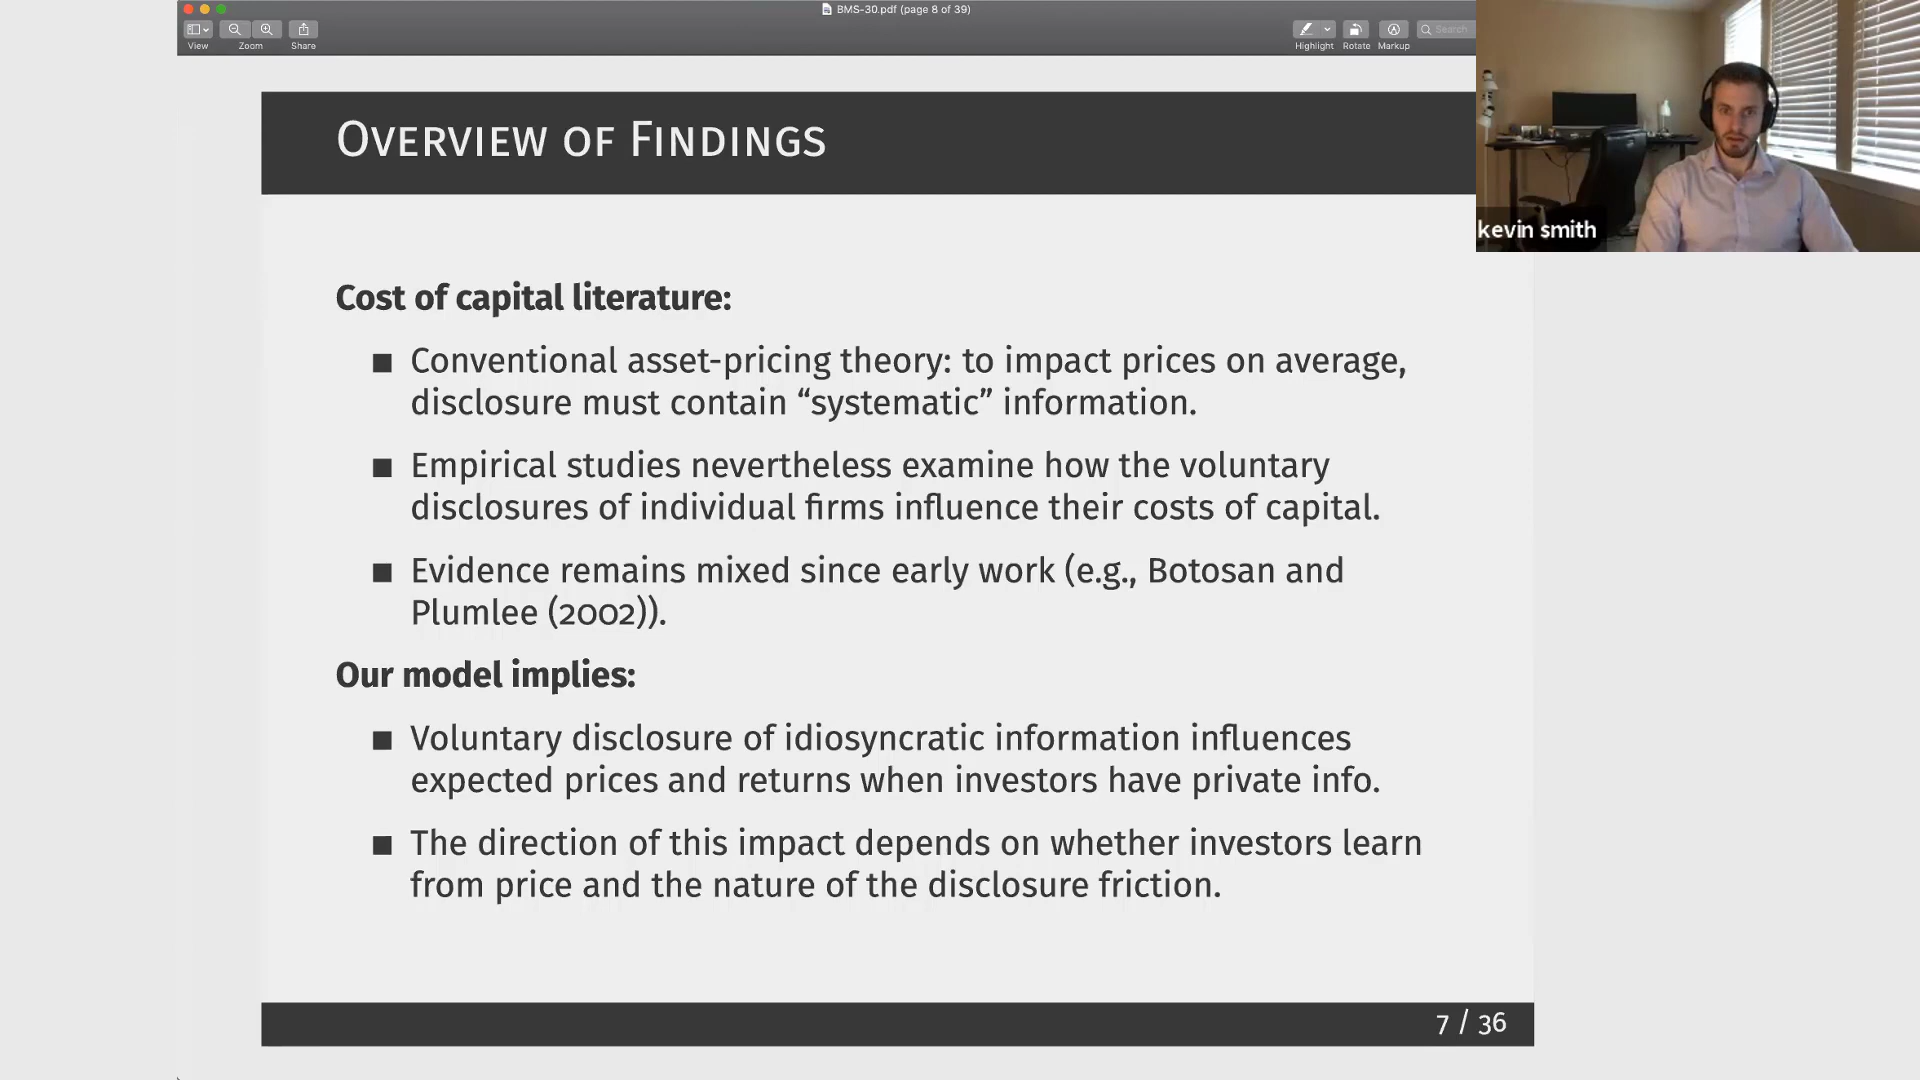 BMS-30.pdf (page 8 of 39)
View Zoom Share Highlight Rotate Markup Search
kevin smith
OVERVIEW OF FINDINGS
Cost of capital literature:
Conventional asset-pricing theory: to impact prices on average,
disclosure must contain “systematic” information.
Empirical studies nevertheless examine how the voluntary
disclosures of individual firms influence their costs of capital.
Evidence remains mixed since early work (e.g., Botosan and
Plumlee (2002)).
Our model implies:
Voluntary disclosure of idiosyncratic information influences
expected prices and returns when investors have private info.
The direction of this impact depends on whether investors learn
from price and the nature of the disclosure friction.
7 / 36